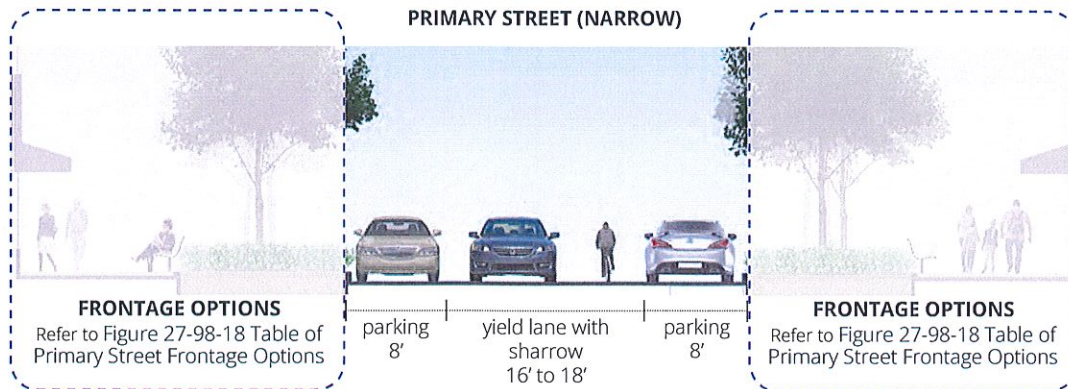 PRIMARY STREET (NARROW)
FRONTAGE OPTIONS
Refer to Figure 27-98-18 Table of
Primary Street Frontage Options
parking
8’
yield lane with
sharrow
16’ to 18’
parking
8’
FRONTAGE OPTIONS
Refer to Figure 27-98-18 Table of
Primary Street Frontage Options